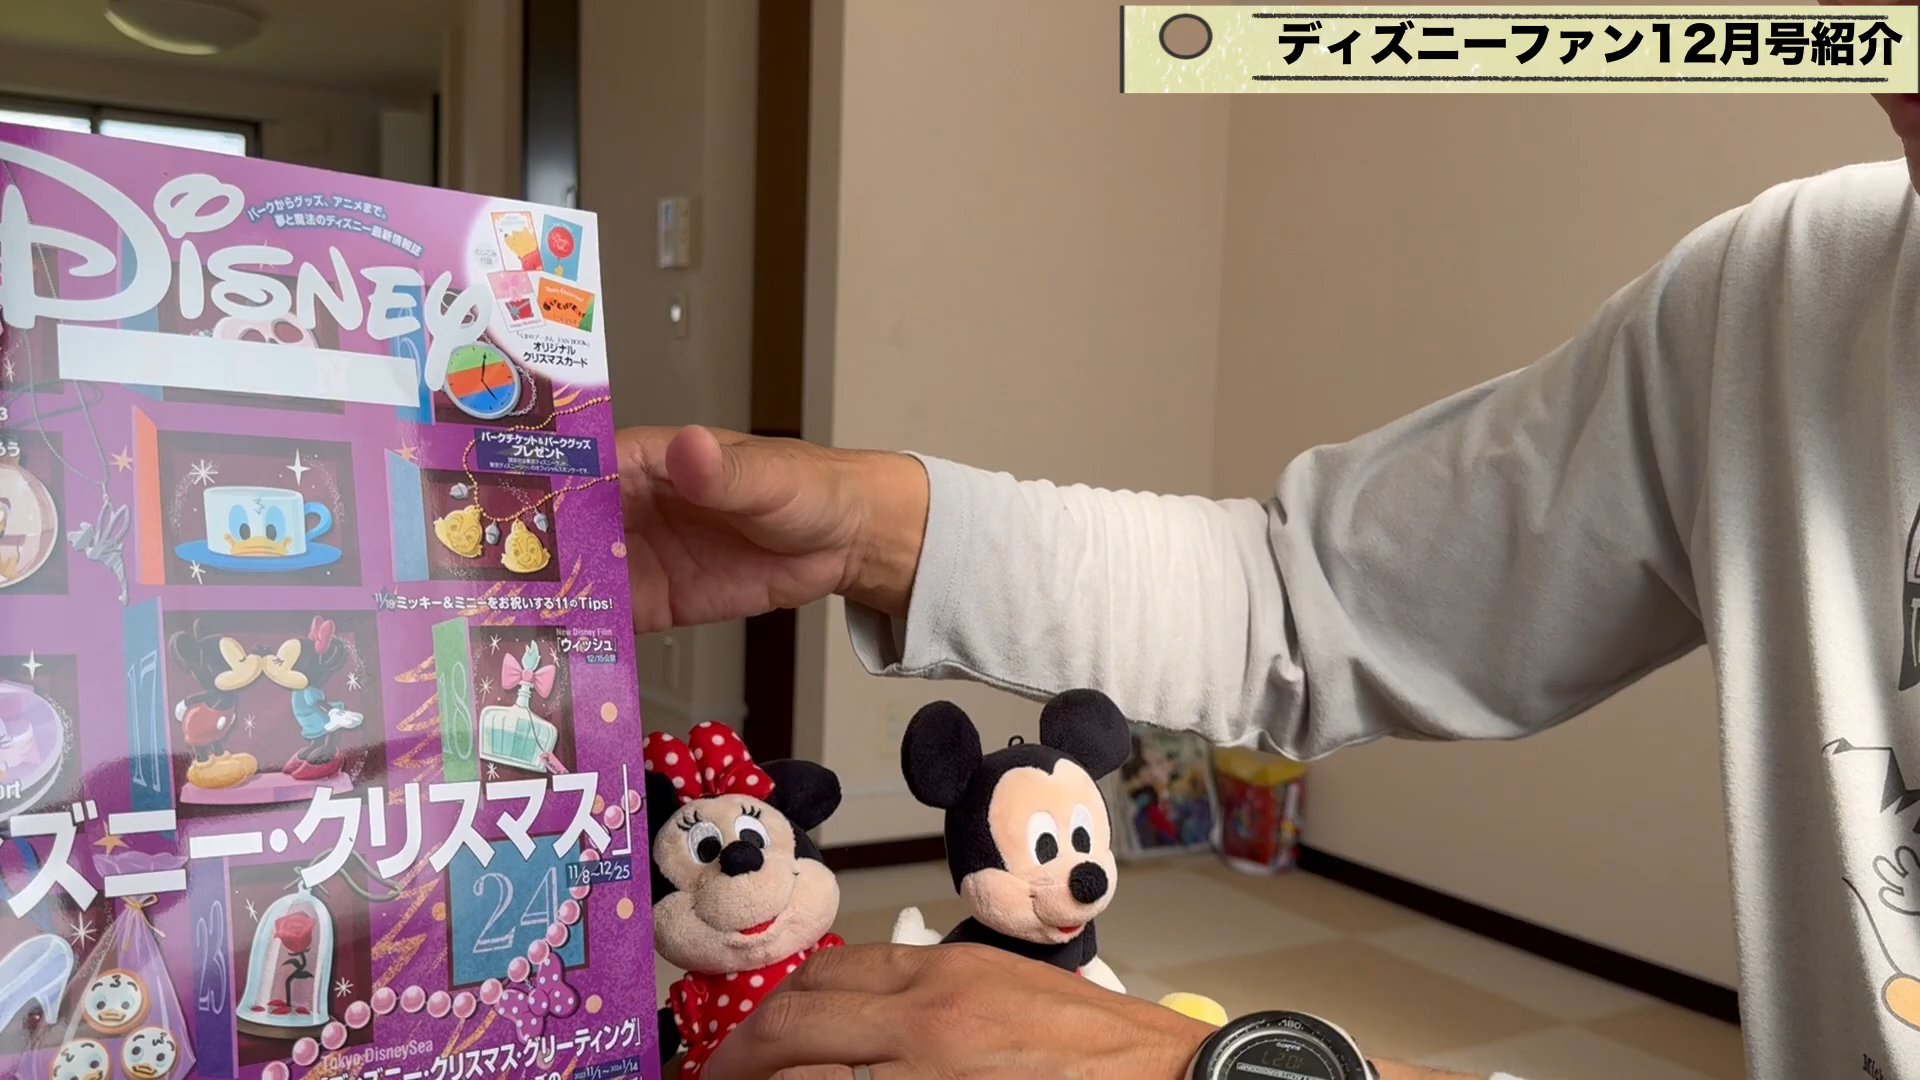 ディズニーファン12月号紹介
DISNEY
パークからグッズ、アニメまで。
夢と魔法のディズニー最新情報誌
オリジナル
クリスマスカード
パークチケット&パークグッズ
プレゼント
11/18 ミッキー&ミニーをお祝いする11のTips!
New Disney Film
「ウィッシュ」
12/15公開
17
18
ズニー・クリスマス」
11/8~12/25
24
23
Tokyo DisneySea
ディズニー・クリスマス・グリーティング」